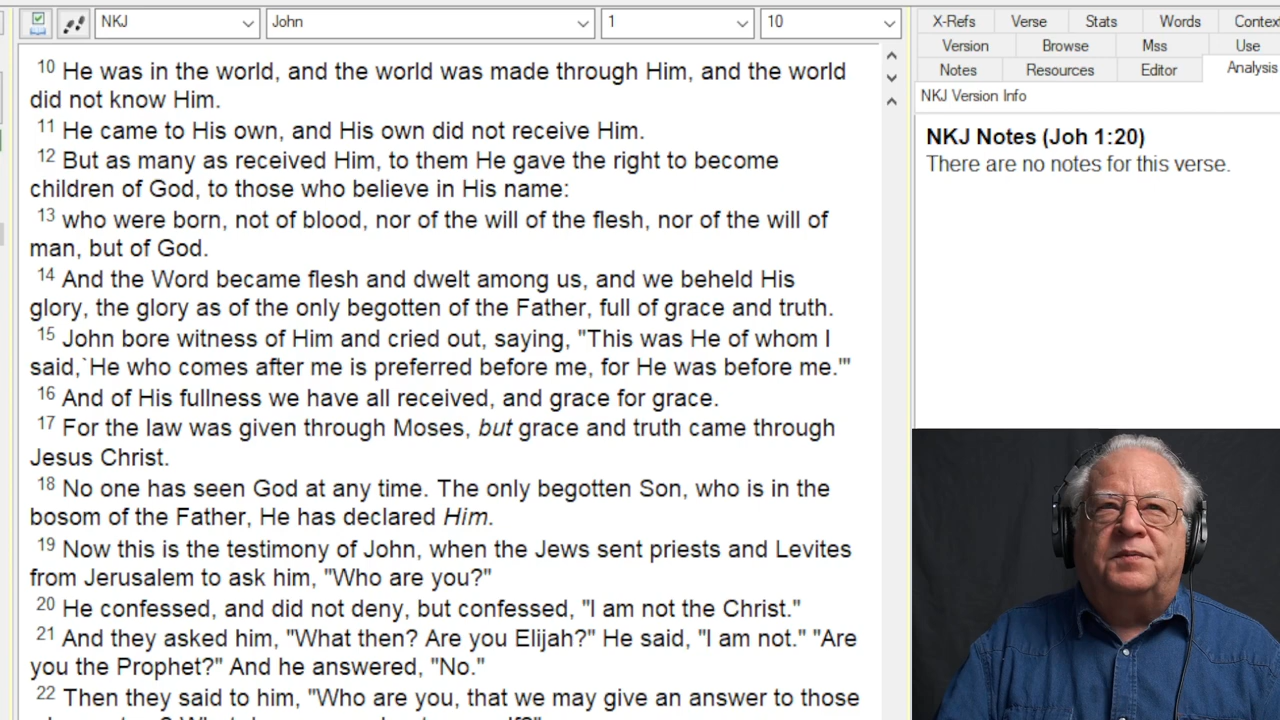 NKJ
John
1
10
10 He was in the world, and the world was made through Him, and the world
did not know Him.
11 He came to His own, and His own did not receive Him.
12 But as many as received Him, to them He gave the right to become
children of God, to those who believe in His name:
13 who were born, not of blood, nor of the will of the flesh, nor of the will of
man, but of God.
14 And the Word became flesh and dwelt among us, and we beheld His
glory, the glory as of the only begotten of the Father, full of grace and truth.
15 John bore witness of Him and cried out, saying, "This was He of whom I
said,`He who comes after me is preferred before me, for He was before me.'"
16 And of His fullness we have all received, and grace for grace.
17 For the law was given through Moses, but grace and truth came through
Jesus Christ.
18 No one has seen God at any time. The only begotten Son, who is in the
bosom of the Father, He has declared Him.
19 Now this is the testimony of John, when the Jews sent priests and Levites
from Jerusalem to ask him, "Who are you?"
20 He confessed, and did not deny, but confessed, "I am not the Christ."
21 And they asked him, "What then? Are you Elijah?" He said, "I am not." "Are
you the Prophet?" And he answered, "No."
22 Then they said to him, "Who are you, that we may give an answer to those
X-Refs Verse Stats Words Contex
Version Browse Mss Use
Notes Resources Editor Analysis
NKJ Version Info
NKJ Notes (Joh 1:20)
There are no notes for this verse.